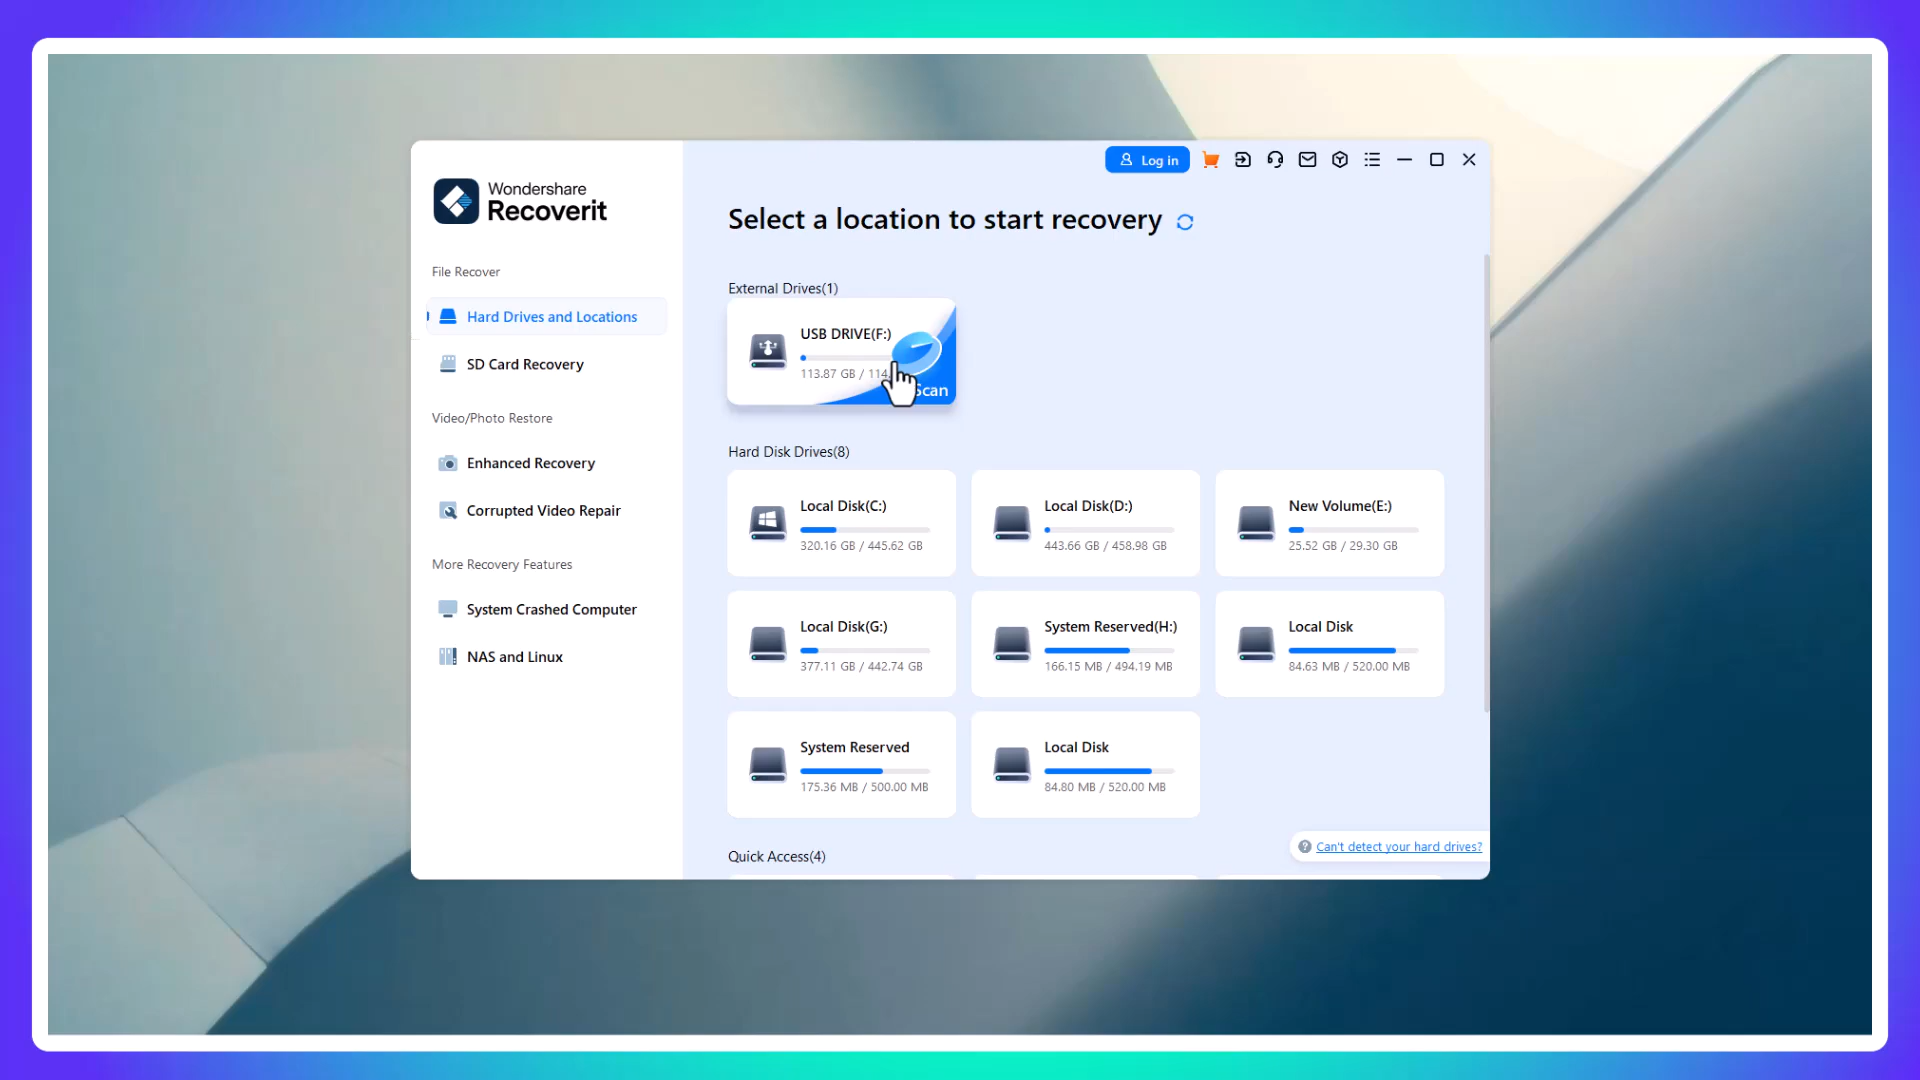 Log in
Wondershare
Recoverit
Select a location to start recovery
File Recover
Hard Drives and Locations
SD Card Recovery
Video/Photo Restore
Enhanced Recovery
Corrupted Video Repair
More Recovery Features
System Crashed Computer
NAS and Linux
External Drives(1)
USB DRIVE(F:)
113.87 GB / 114.
Scan
Hard Disk Drives(8)
Local Disk(C:)
320.16 GB / 445.62 GB
Local Disk(D:)
443.66 GB / 458.98 GB
New Volume(E:)
25.52 GB / 29.30 GB
Local Disk(G:)
377.11 GB / 442.74 GB
System Reserved(H:)
166.15 MB / 494.19 MB
Local Disk
84.63 MB / 520.00 MB
System Reserved
175.36 MB / 500.00 MB
Local Disk
84.80 MB / 520.00 MB
Can't detect your hard drives?
Quick Access(4)